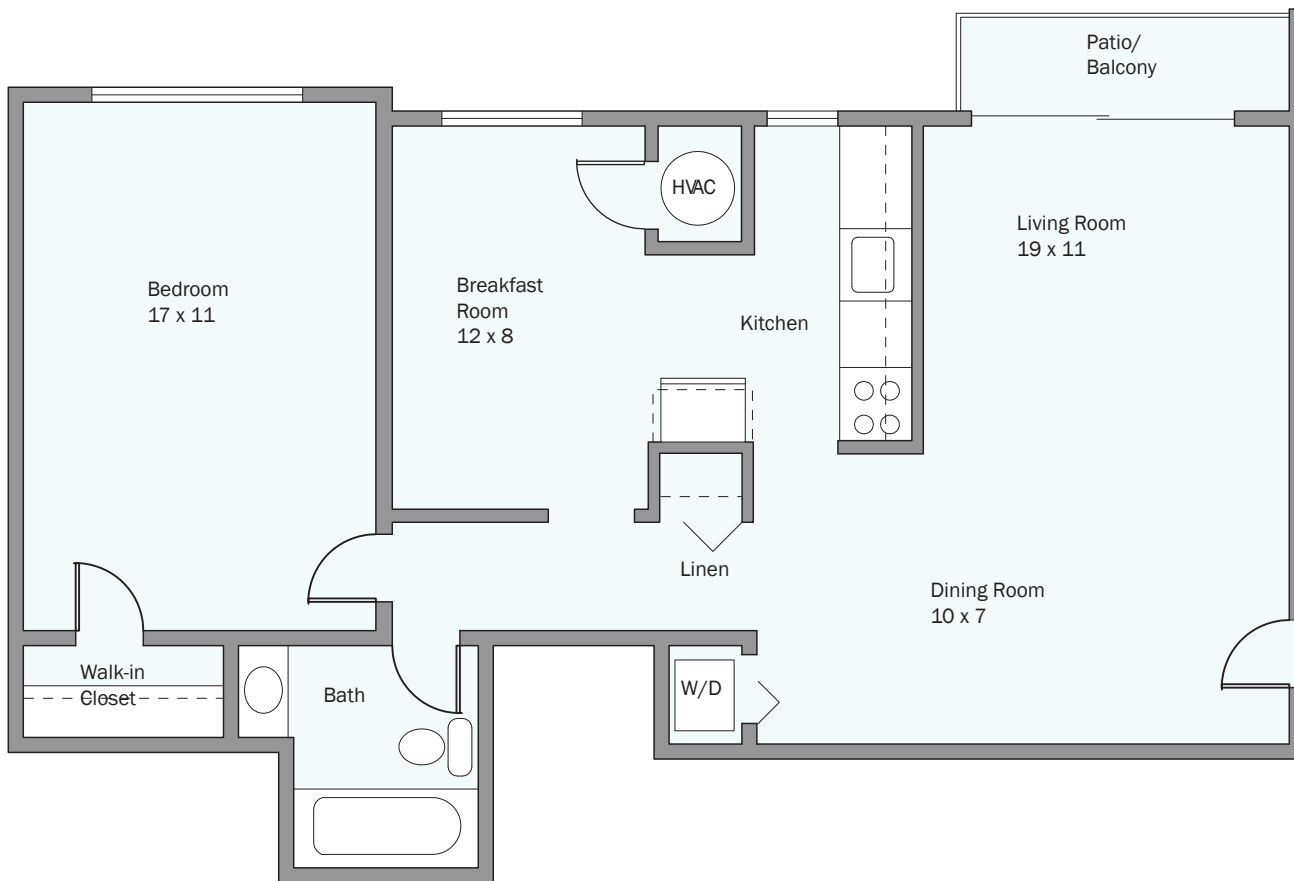 Patio/
Balcony
HVAC
Living Room
19 x 11
Bedroom
17 x 11
Breakfast
Room
12 x 8
Kitchen
Linen
Dining Room
10 x 7
Walk-in
Closet
Bath
W/D